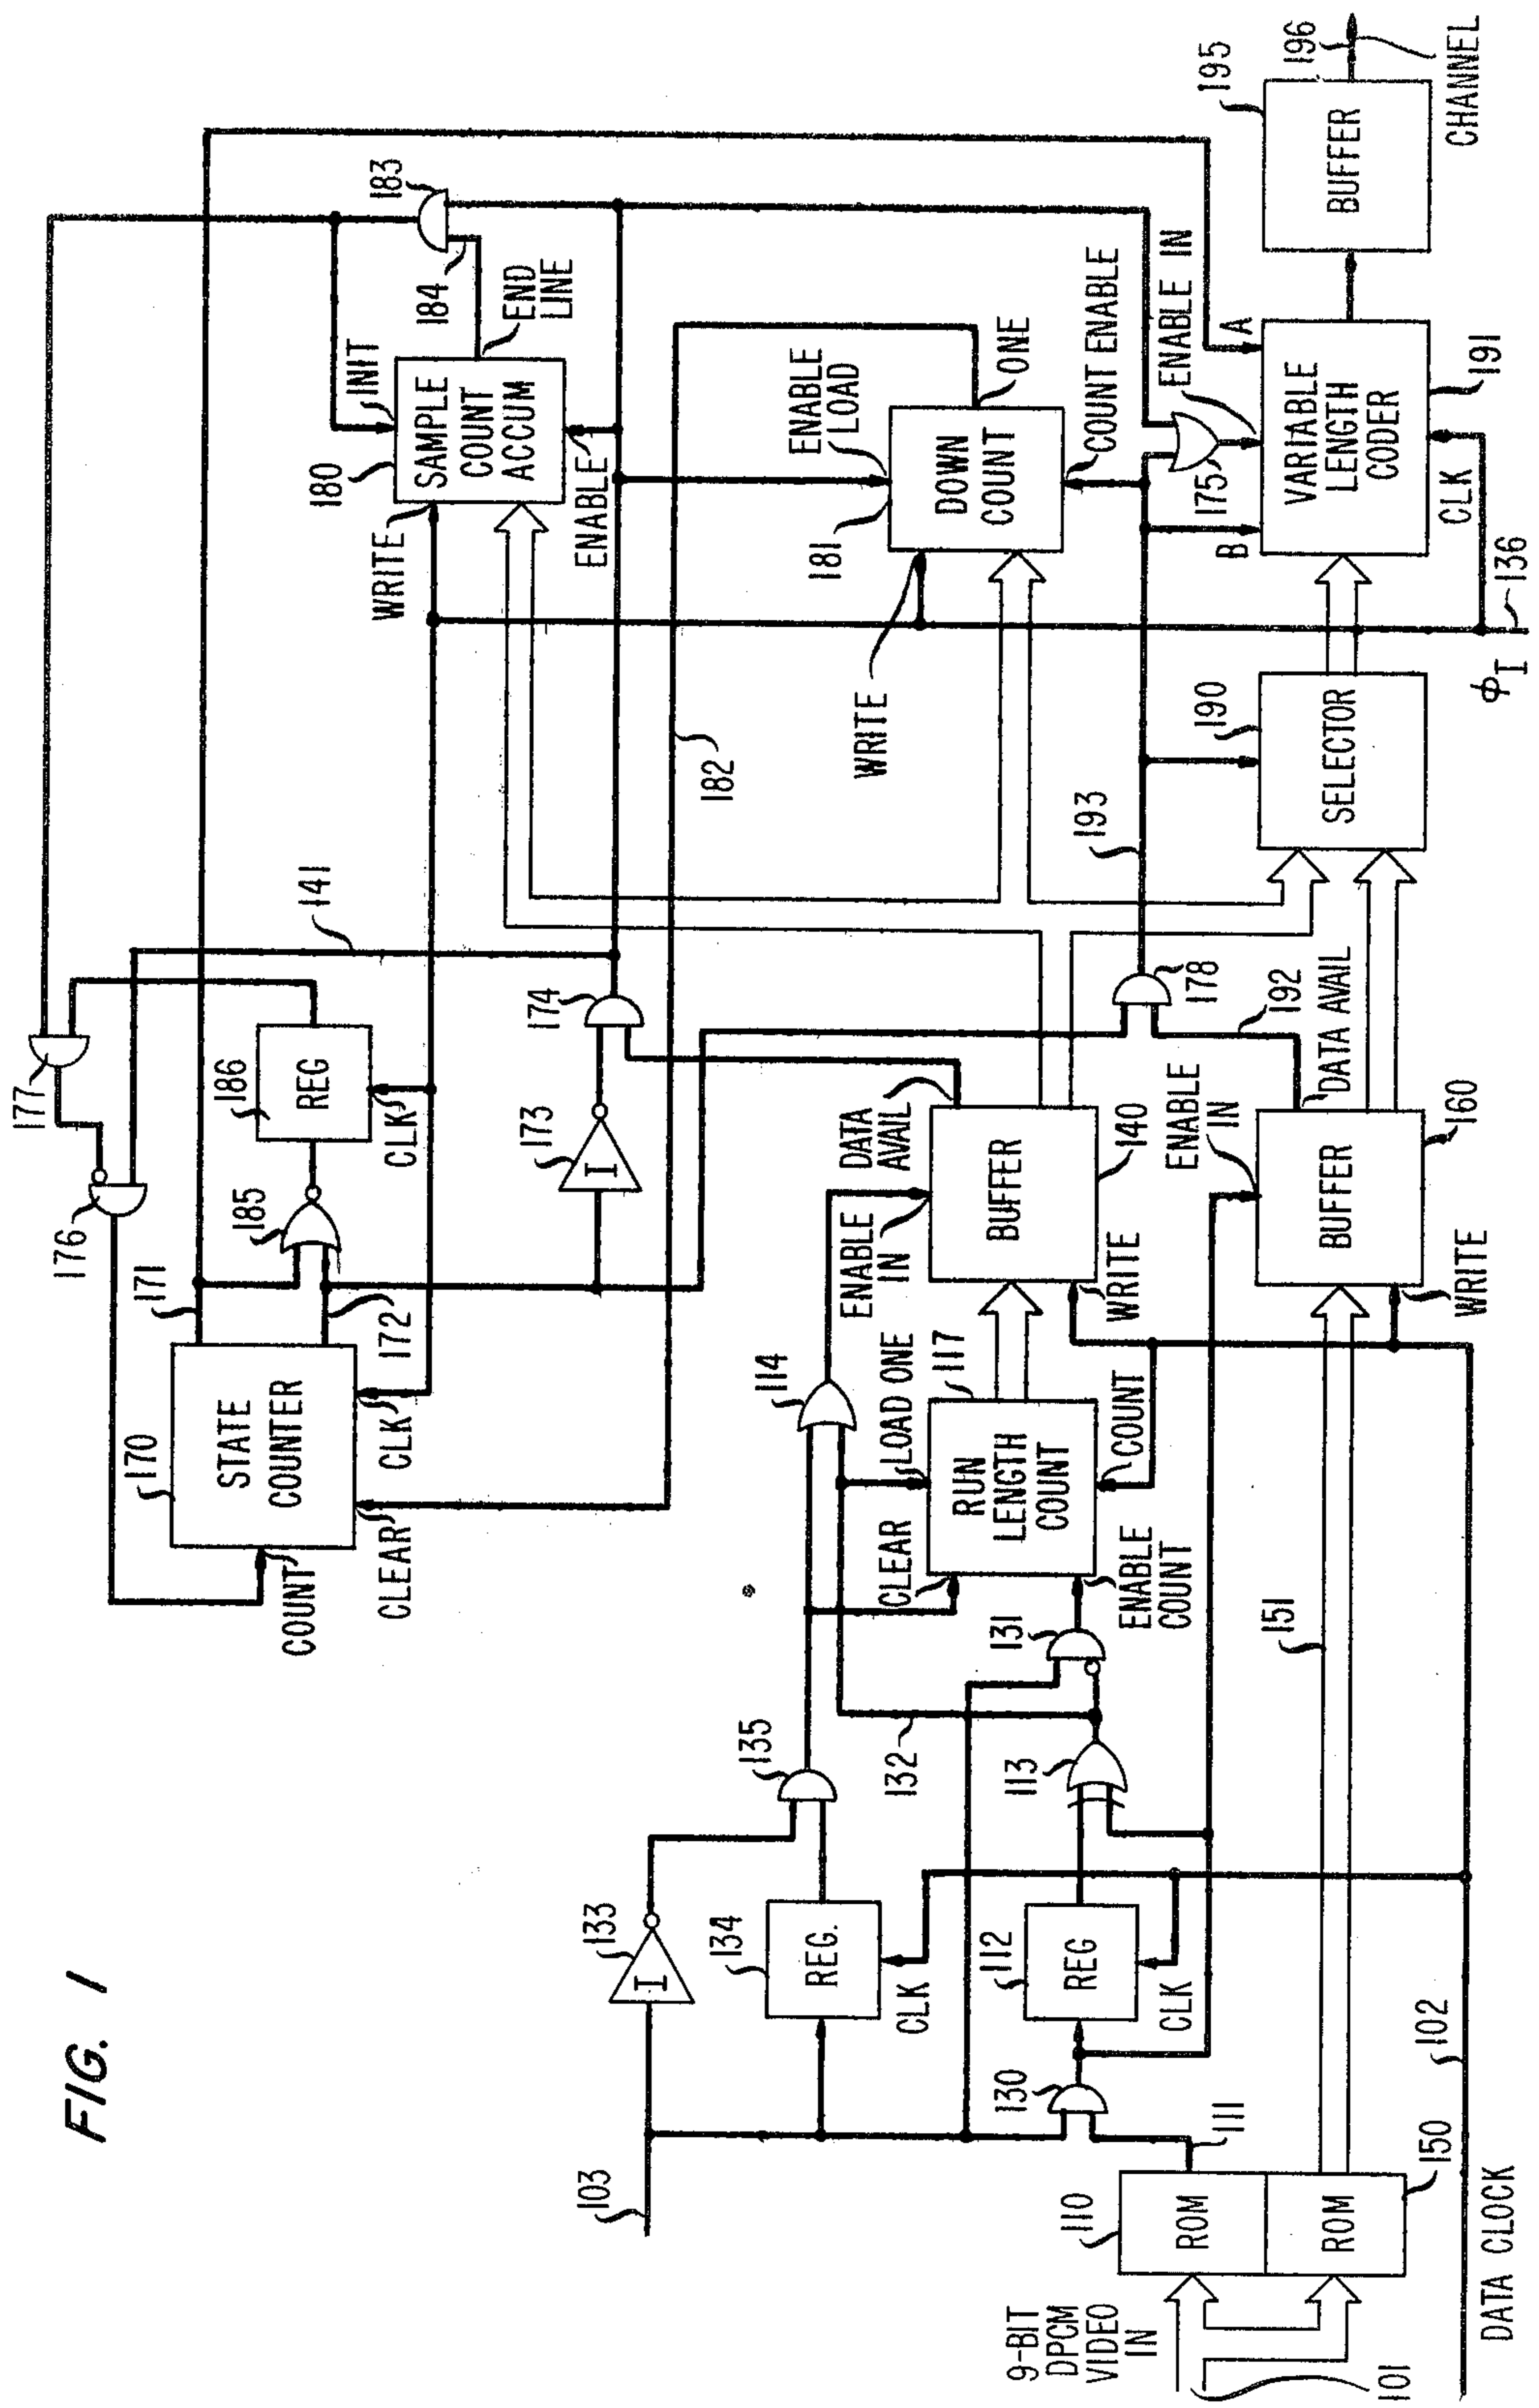 FIG. 1
177
176
141
183
170
STATE
COUNTER
COUNT
CLEAR
CLK
171
172
185
186
REG
CLK
173
I
174
WRITE
180
INIT
SAMPLE
COUNT
ACCUM
ENABLE
184
END
LINE
182
WRITE
181
ENABLE
LOAD
DOWN
COUNT
ONE
COUNT ENABLE
103
133
I
134
REG.
CLK
135
132
114
CLEAR
LOAD ONE
117
RUN
LENGTH
COUNT
ENABLE
COUNT
COUNT
ENABLE
IN
DATA
AVAIL
BUFFER
140
WRITE
130
112
REG
CLK
113
131
178
193
175
ENABLE IN
9-BIT
DPCM
VIDEO
IN
101
110
ROM
111
ROM
150
151
ENABLE
IN
192
DATA AVAIL
BUFFER
160
WRITE
190
SELECTOR
B
A
VARIABLE
LENGTH
CODER
191
CLK
195
BUFFER
196
CHANNEL
102
DATA CLOCK
ΦI
136